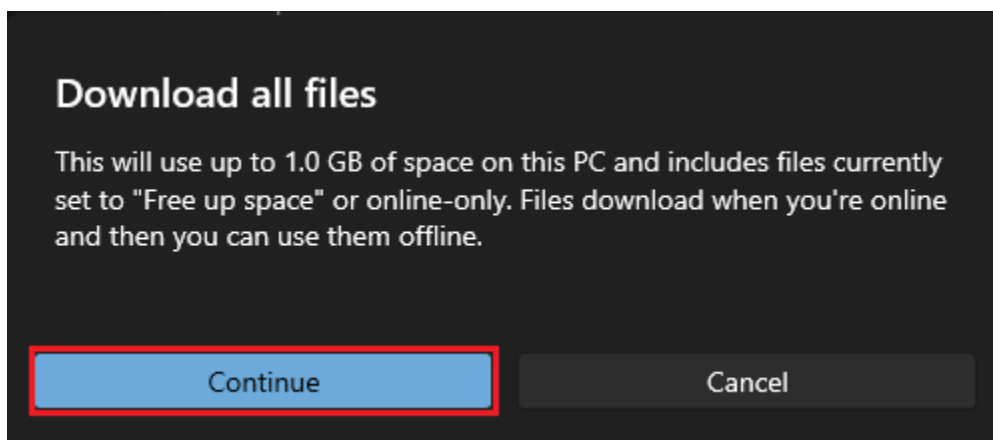 Download all files
This will use up to 1.0 GB of space on this PC and includes files currently
set to "Free up space" or online-only. Files download when you're online
and then you can use them offline.
Continue
Cancel